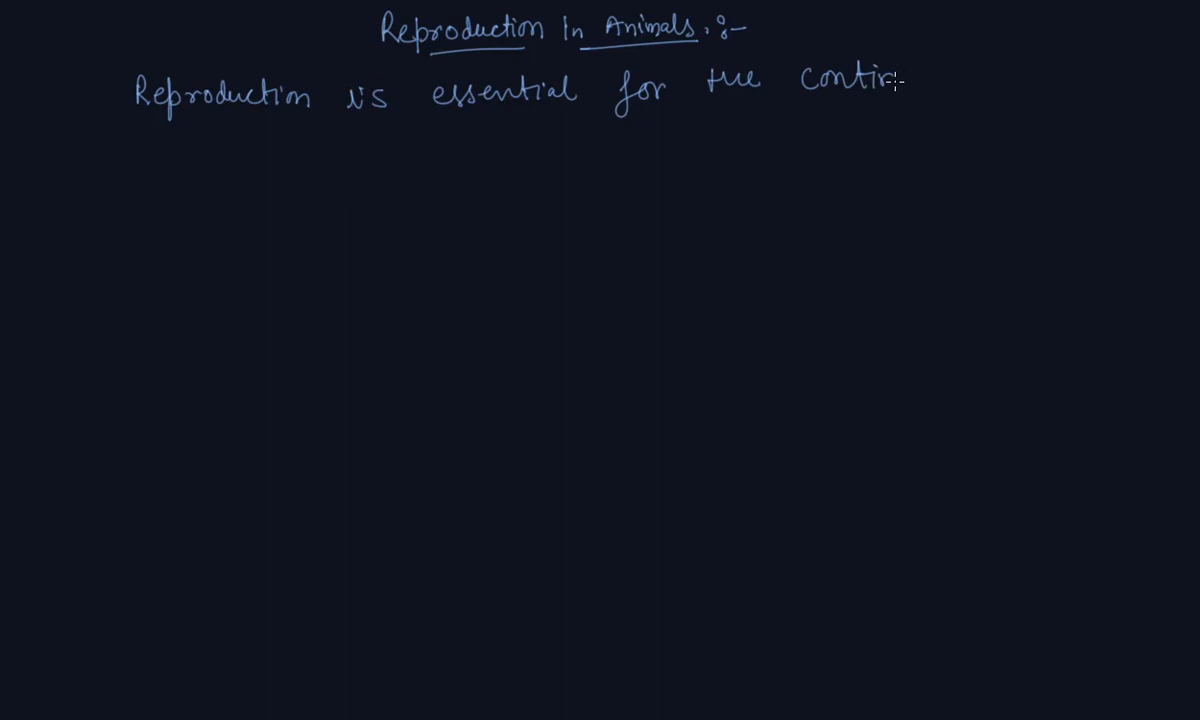 Reproduction In Animals :-
Reproduction is essential for the contin